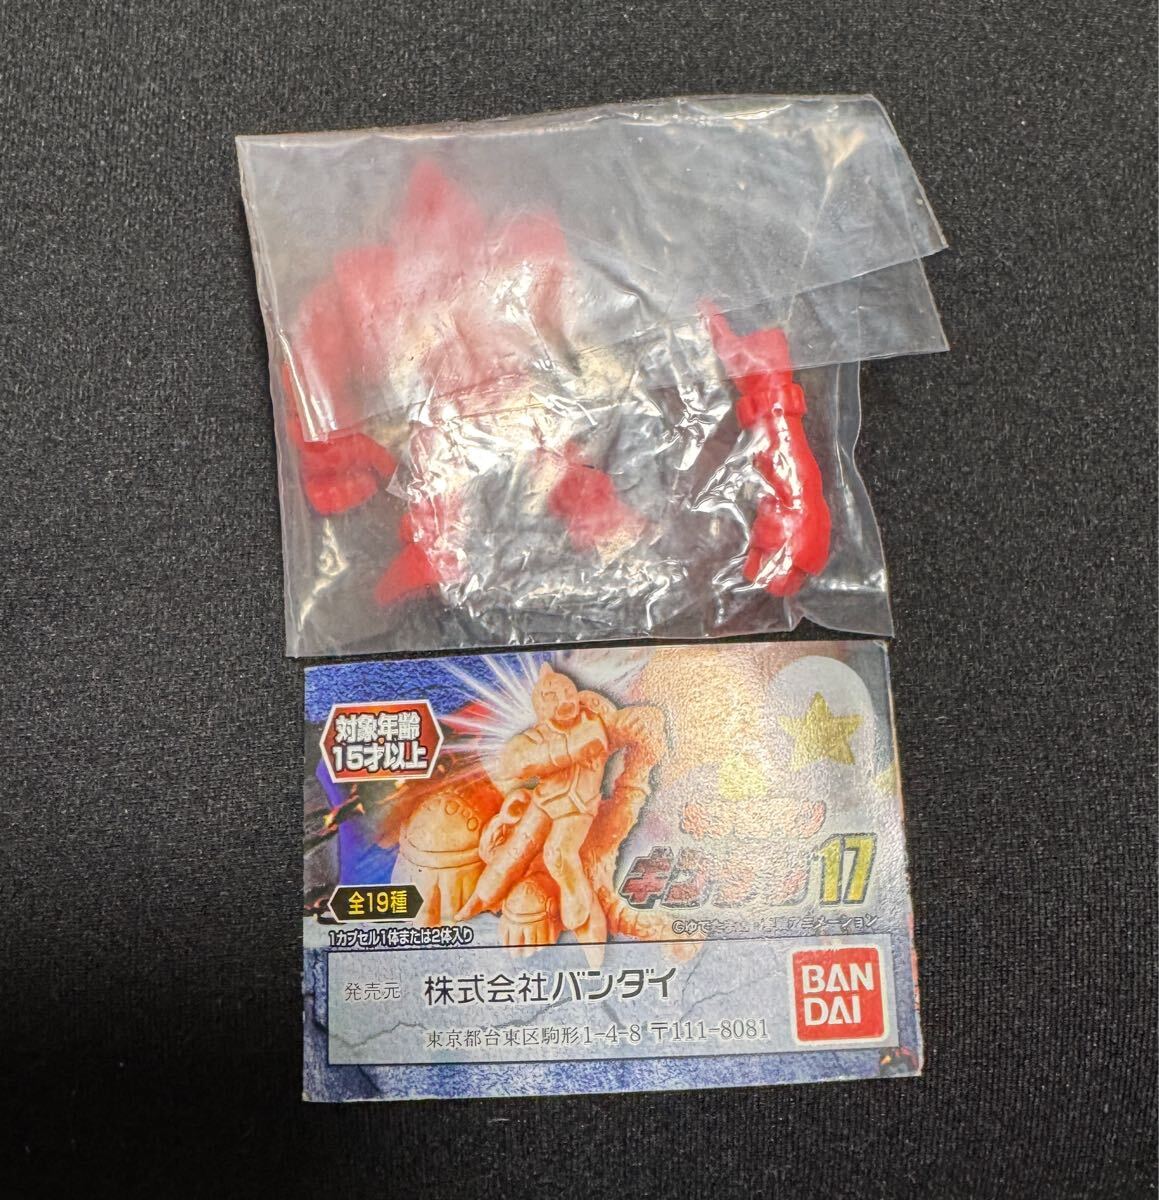 対象年齢
15才以上
17
全19種
1カプセル1体または2体入り
発売元 株式会社バンダイ
東京都台東区駒形1-4-8 〒111-8081
BAN
DAI